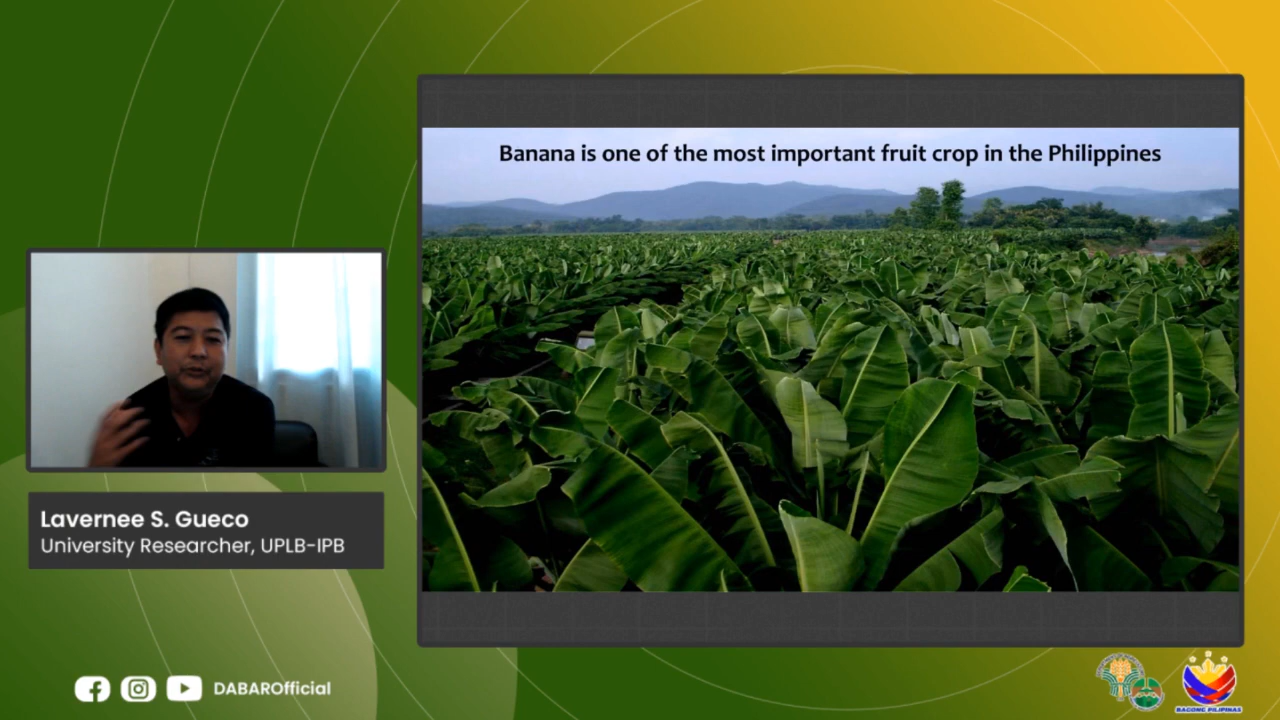 Banana is one of the most important fruit crop in the Philippines
Lavernee S. Gueco
University Researcher, UPLB-IPB
DABAROfficial
BAGONG PILIPINAS